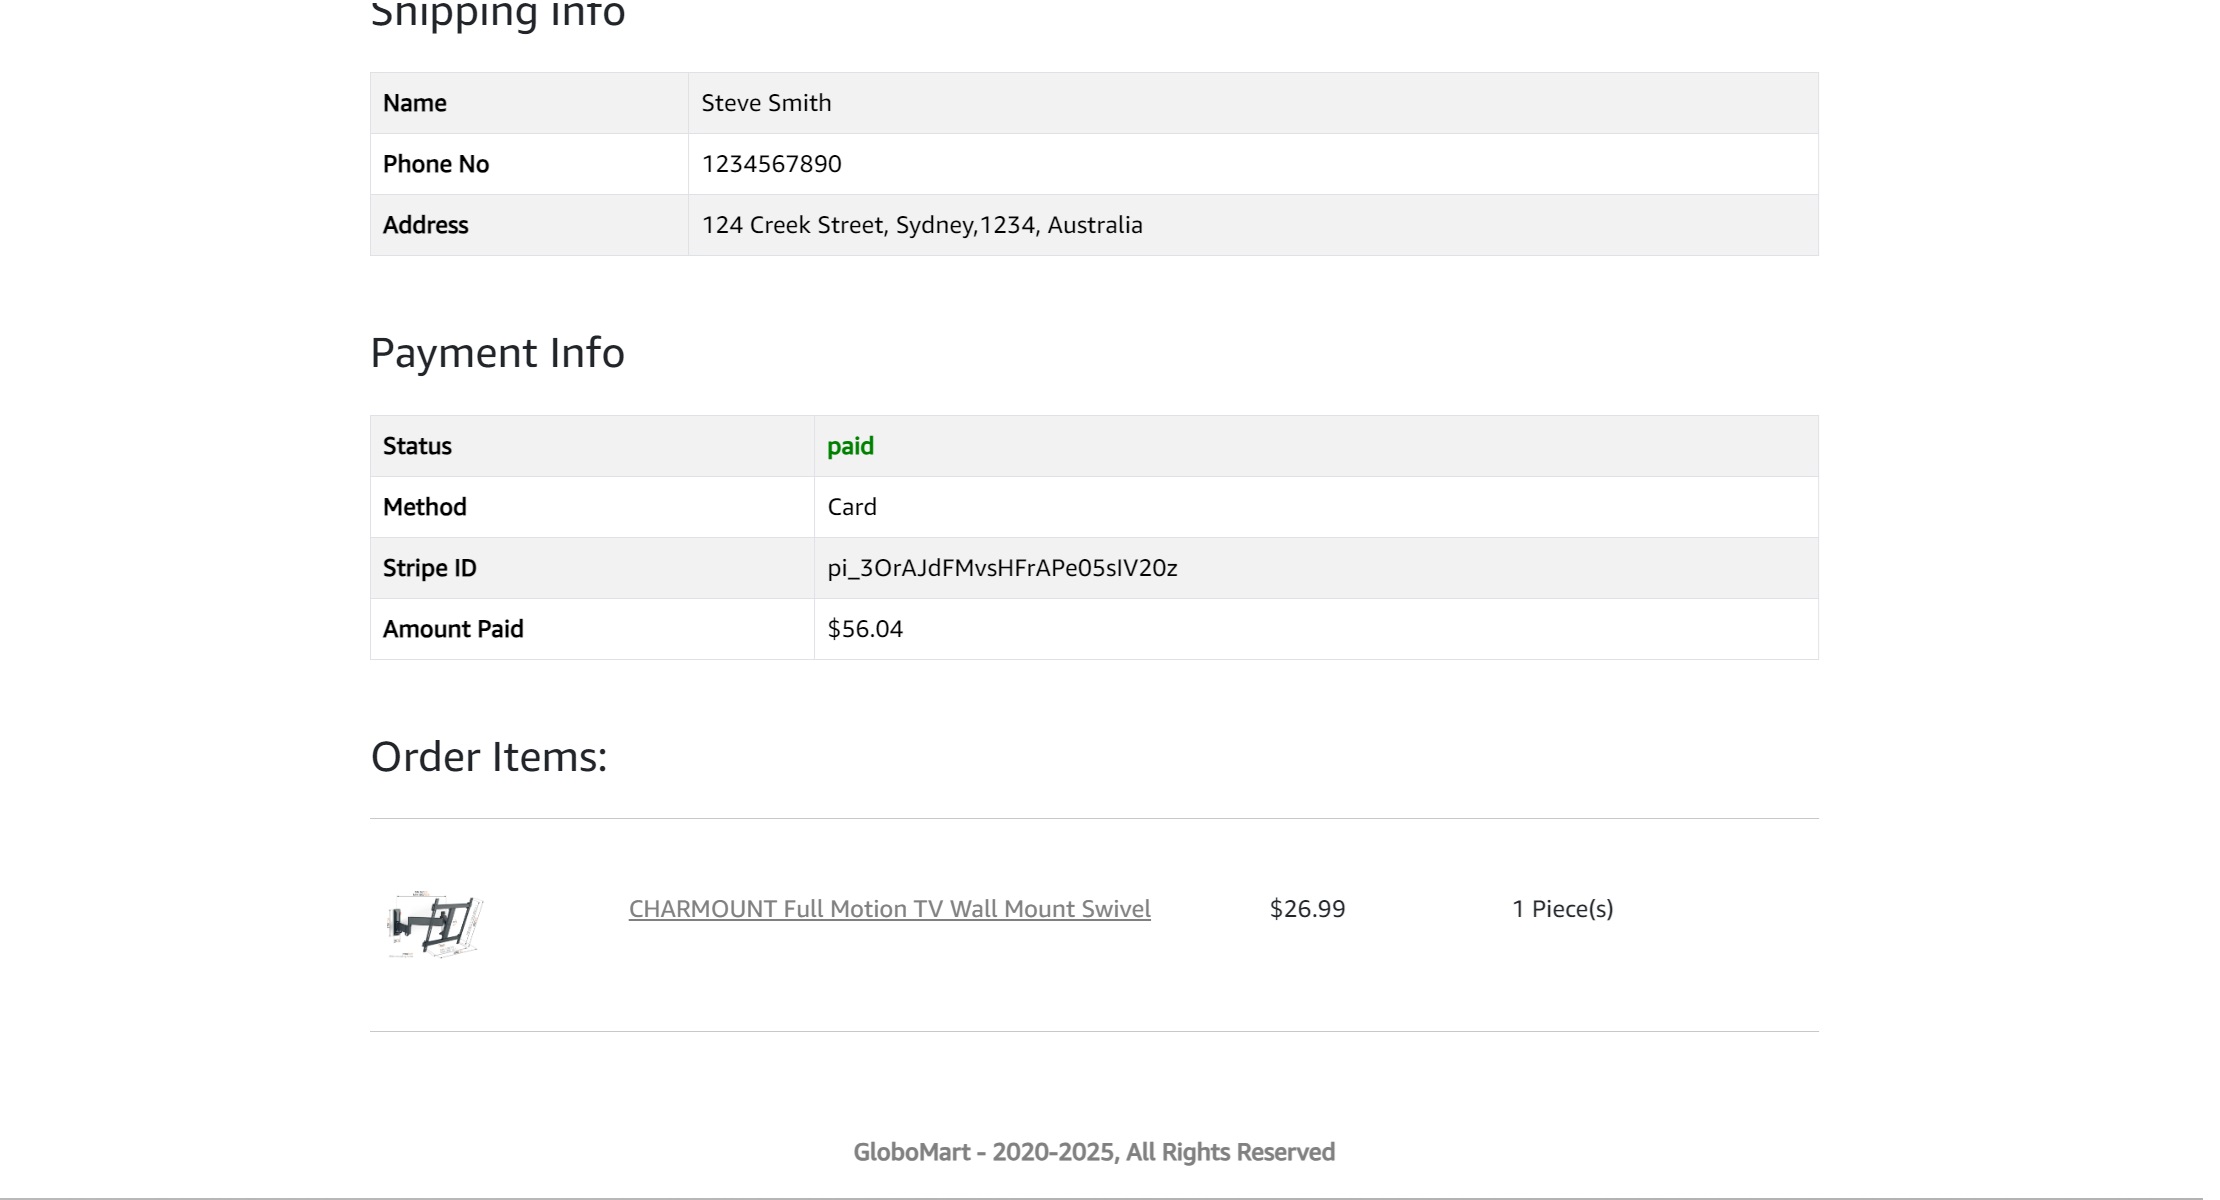 Shipping Info
Name Steve Smith
Phone No 1234567890
Address 124 Creek Street, Sydney,1234, Australia
Payment Info
Status paid
Method Card
Stripe ID pi_3OrAJdFMvsHFrAPe05sIV20z
Amount Paid $56.04
Order Items:
CHARMOUNT Full Motion TV Wall Mount Swivel $26.99 1 Piece(s)
GloboMart - 2020-2025, All Rights Reserved